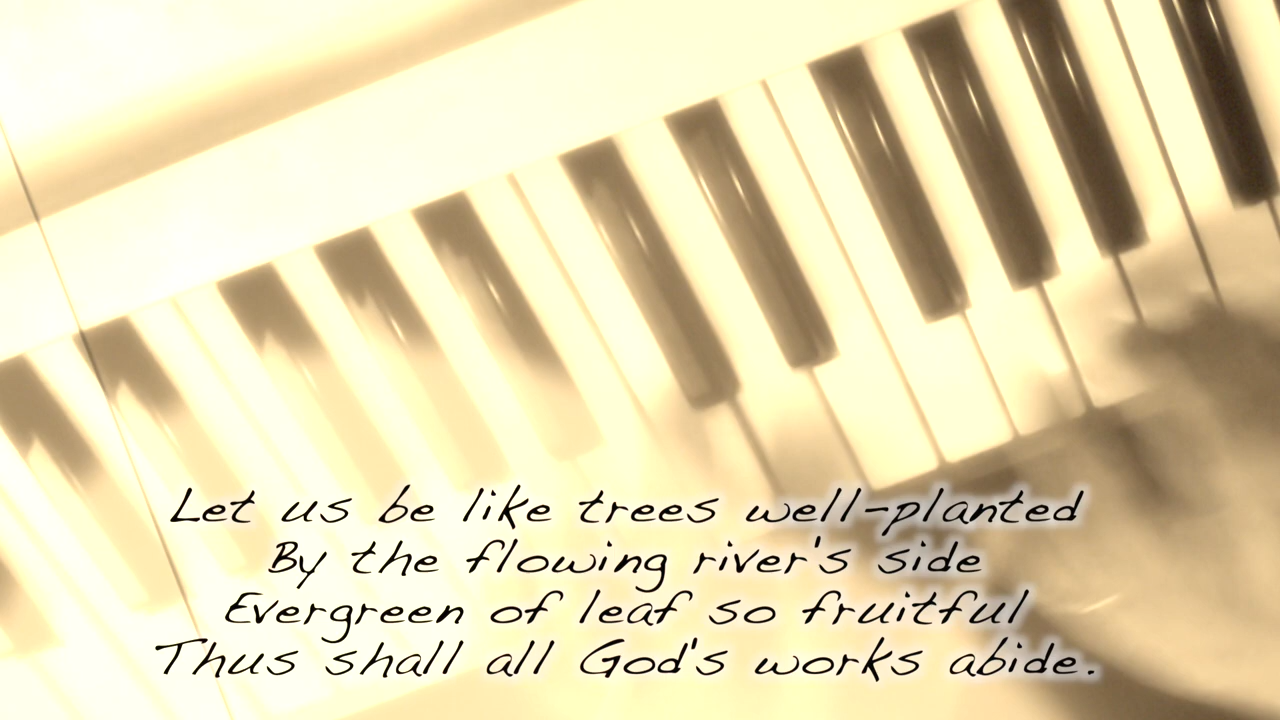 Let us be like trees well-planted
By the flowing river's side
Evergreen of leaf so fruitful
Thus shall all God's works abide.